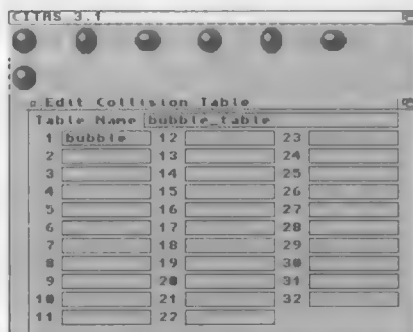 CITAS 3.1
Edit Collision Table
Table Name bubble_table
1 bubble 12 23
2 13 24
3 14 25
4 15 26
5 16 27
6 17 28
7 18 29
8 19 30
9 20 31
10 21 32
11 22